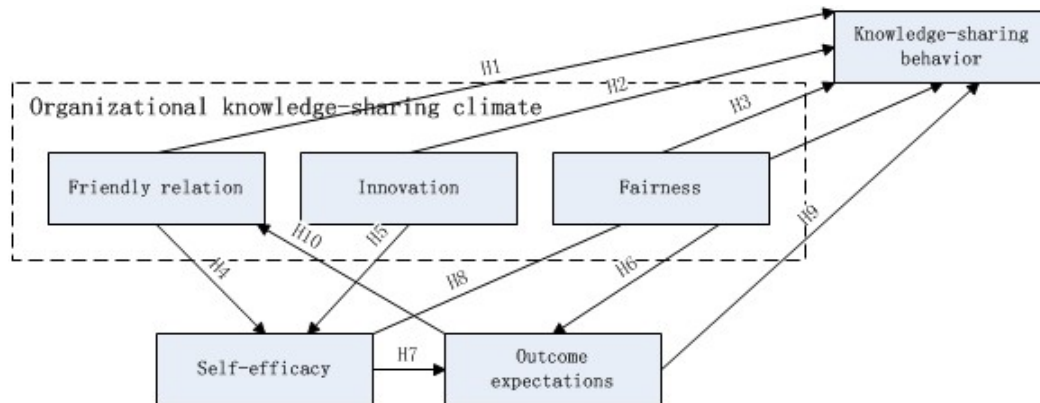 Knowledge-sharing
behavior
H1
H2
H3
Organizational knowledge-sharing climate
Friendly relation
Innovation
Fairness
H10
H5
H9
H4
H8
H6
H7
Self-efficacy
Outcome
expectations